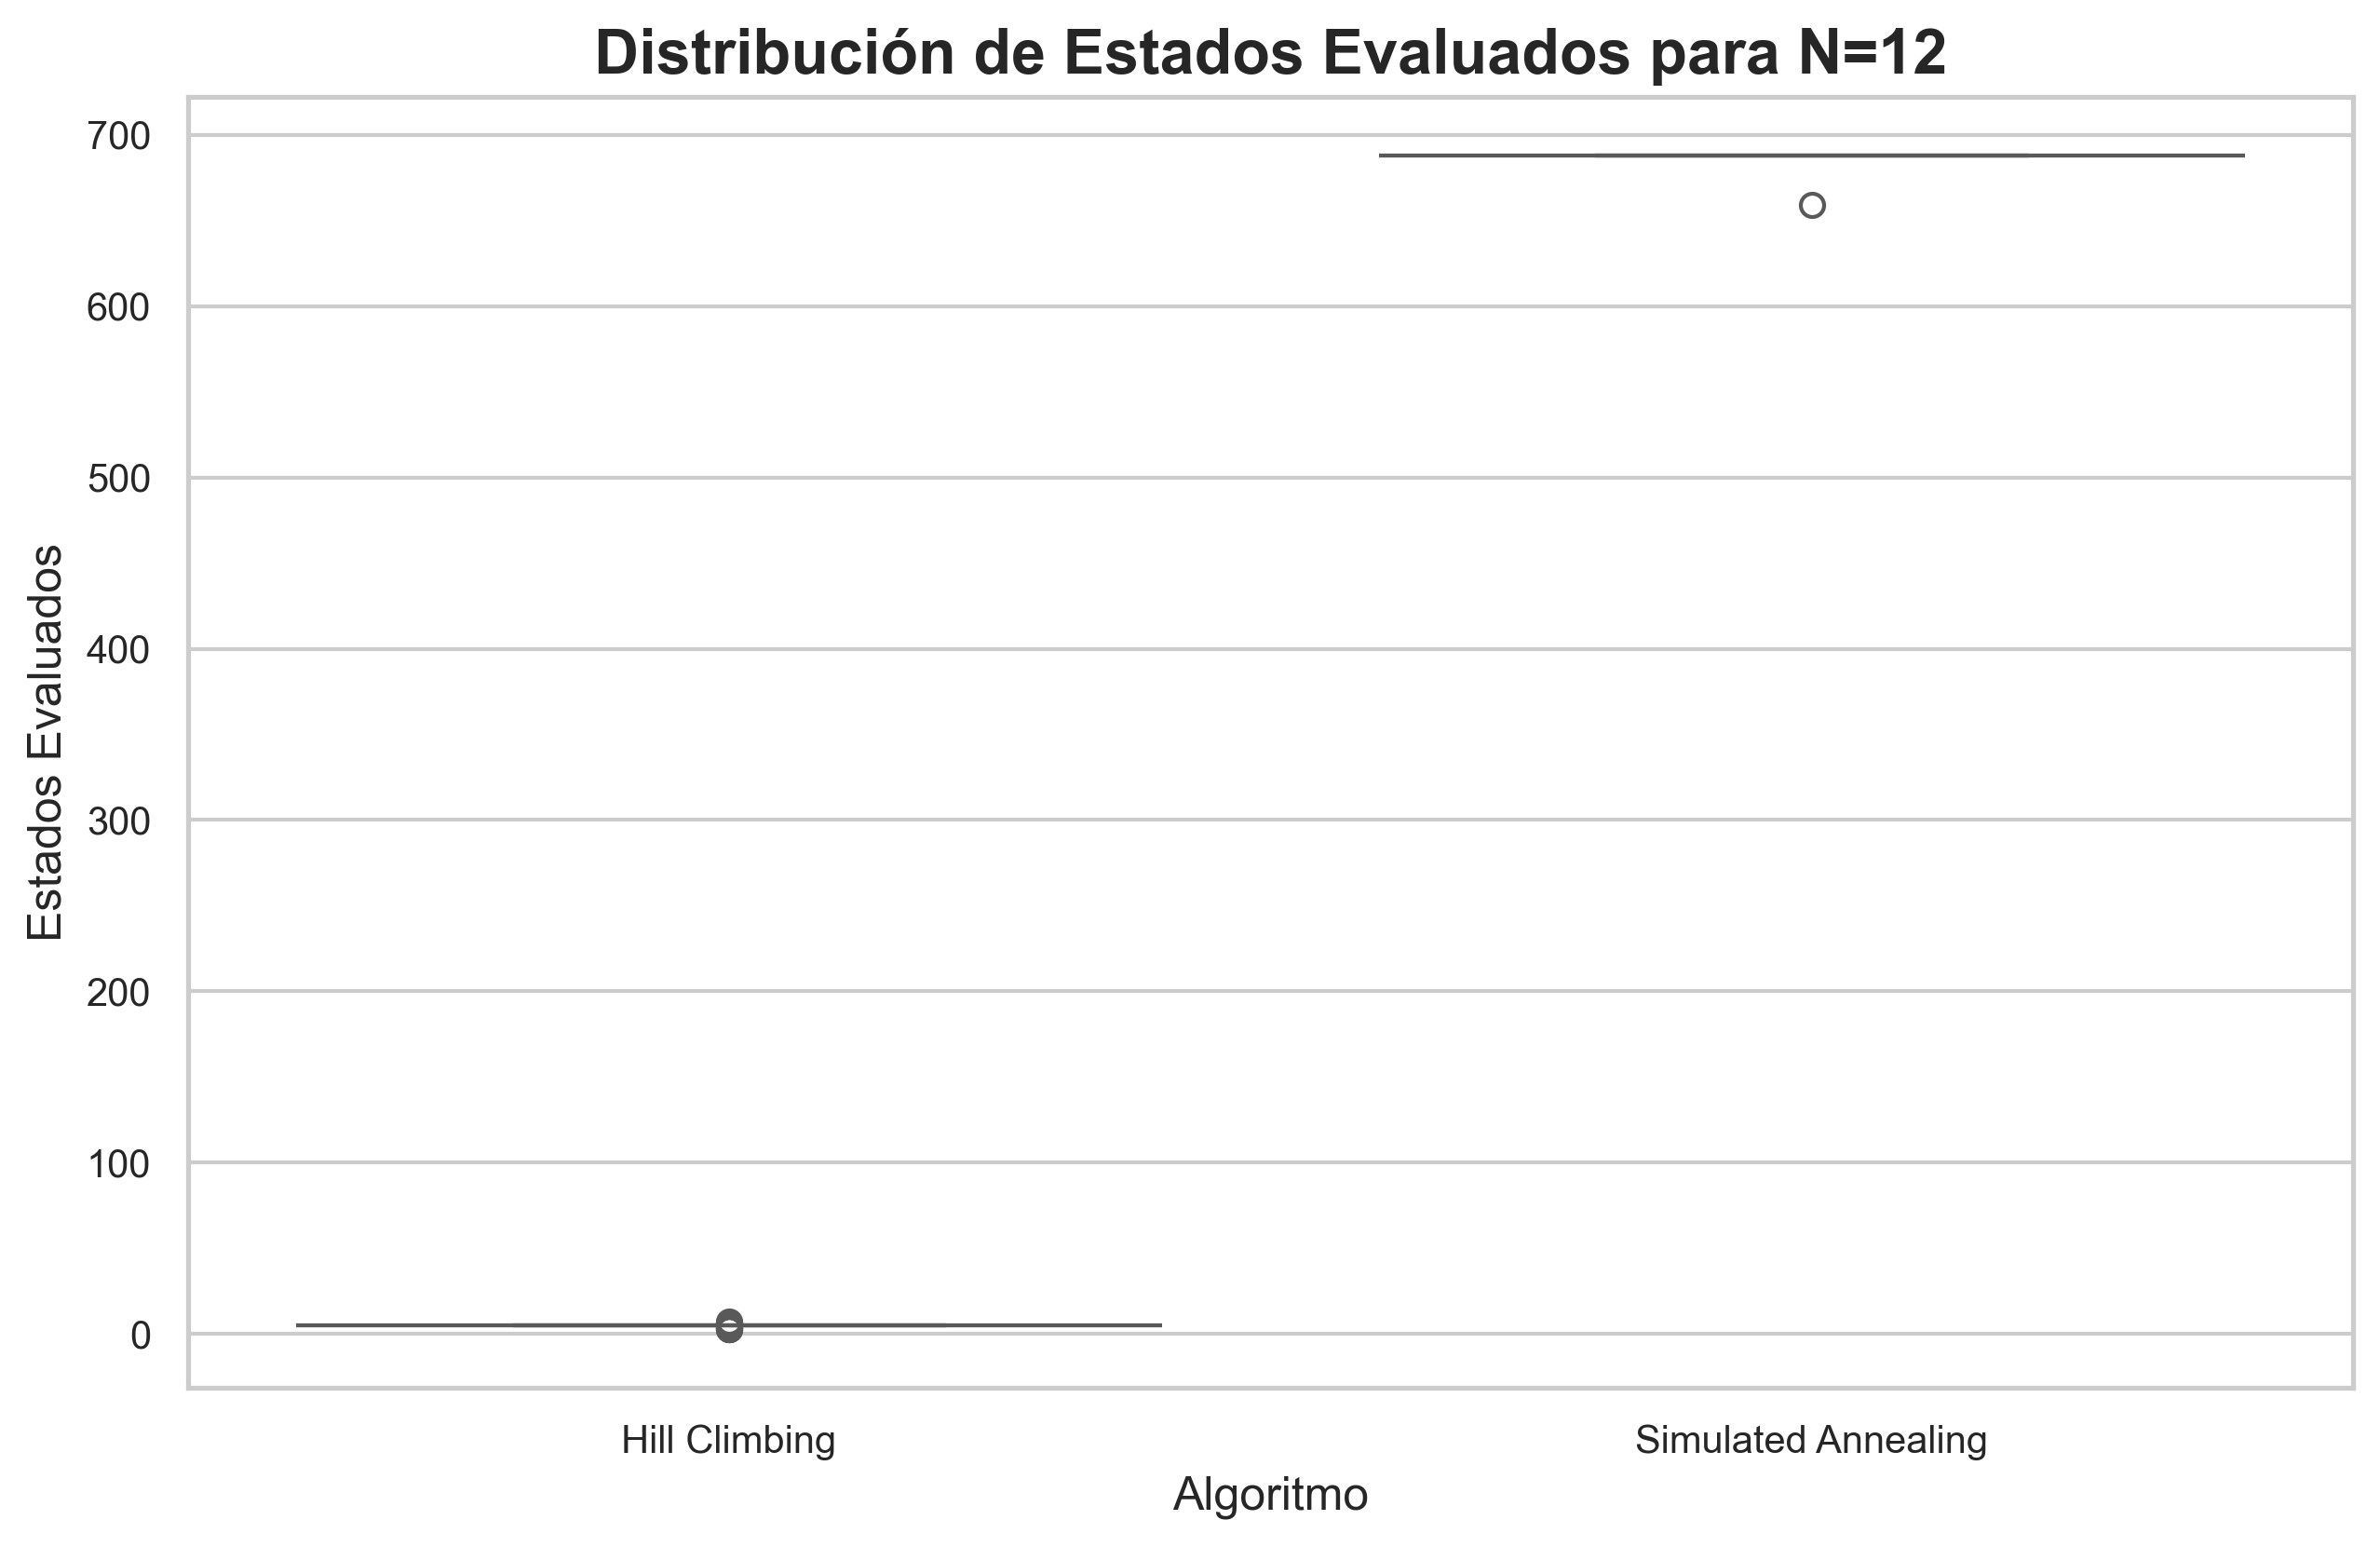 Distribución de Estados Evaluados para N=12
700
600
500
400
300
200
100
0
Estados Evaluados
Hill Climbing
Simulated Annealing
Algoritmo